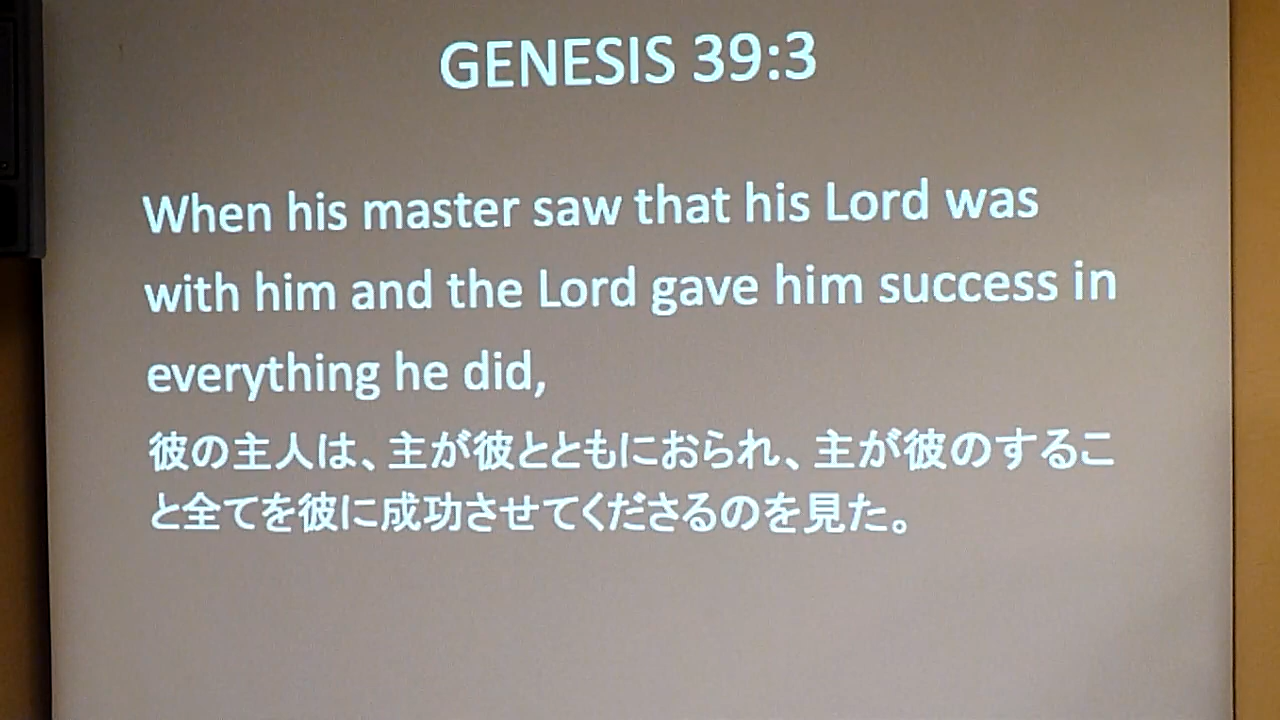 GENESIS 39:3
When his master saw that his Lord was
with him and the Lord gave him success in
everything he did,
彼の主人は、主が彼とともにおられ、主が彼のするこ
と全てを彼に成功させてくださるのを見た。